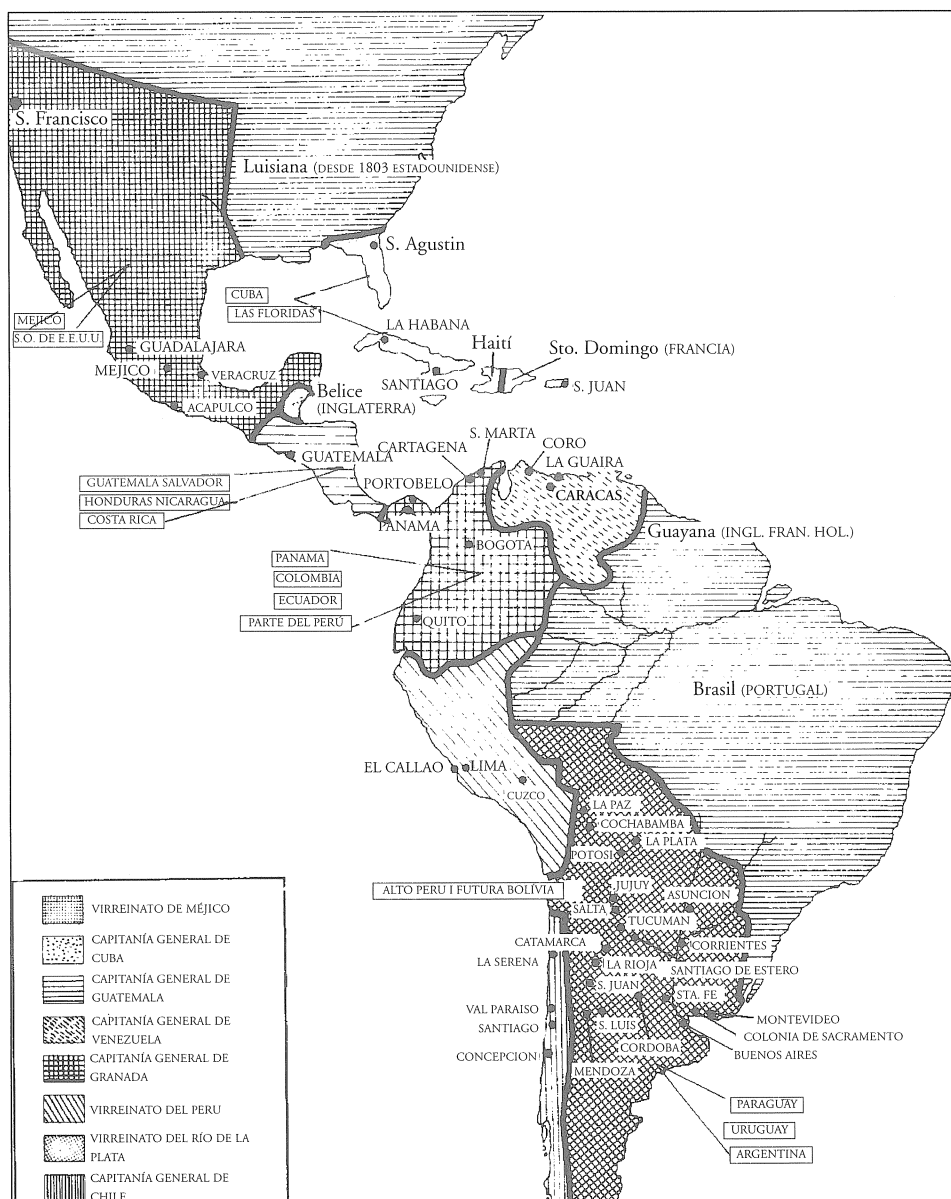 S. Francisco
Luisiana (DESDE 1803 ESTADOUNIDENSE)
S. Agustin
CUBA
LAS FLORIDAS
MEJICO
S.O. DE E.E.U.U.
LA HABANA
GUADALAJARA
Haití
Sto. Domingo (FRANCIA)
MEJICO
VERACRUZ
SANTIAGO
S. JUAN
Belice
(INGLATERRA)
ACAPULCO
S. MARTA
CARTAGENA
CORO
GUATEMALA
LA GUAIRA
GUATEMALA SALVADOR
PORTOBELO
CARACAS
HONDURAS NICARAGUA
COSTA RICA
PANAMA
Guayana (INGL. FRAN. HOL.)
BOGOTA
PANAMA
COLOMBIA
ECUADOR
PARTE DEL PERÚ
QUITO
Brasil (PORTUGAL)
EL CALLAO
LIMA
CUZCO
LA PAZ
COCHABAMBA
LA PLATA
POTOSI
ALTO PERU I FUTURA BOLÍVIA
JUJUY
ASUNCION
SALTA
TUCUMAN
CATAMARCA
CORRIENTES
LA SERENA
LA RIOJA
SANTIAGO DE ESTERO
S. JUAN
STA. FE
VAL PARAISO
MONTEVIDEO
SANTIAGO
S. LUIS
COLONIA DE SACRAMENTO
CORDOBA
BUENOS AIRES
CONCEPCION
MENDOZA
PARAGUAY
URUGUAY
ARGENTINA
VIRREINATO DE MÉJICO
CAPITANÍA GENERAL DE
CUBA
CAPITANÍA GENERAL DE
GUATEMALA
CAPITANÍA GENERAL DE
VENEZUELA
CAPITANÍA GENERAL DE
GRANADA
VIRREINATO DEL PERU
VIRREINATO DEL RÍO DE LA
PLATA
CAPITANÍA GENERAL DE
CHILE